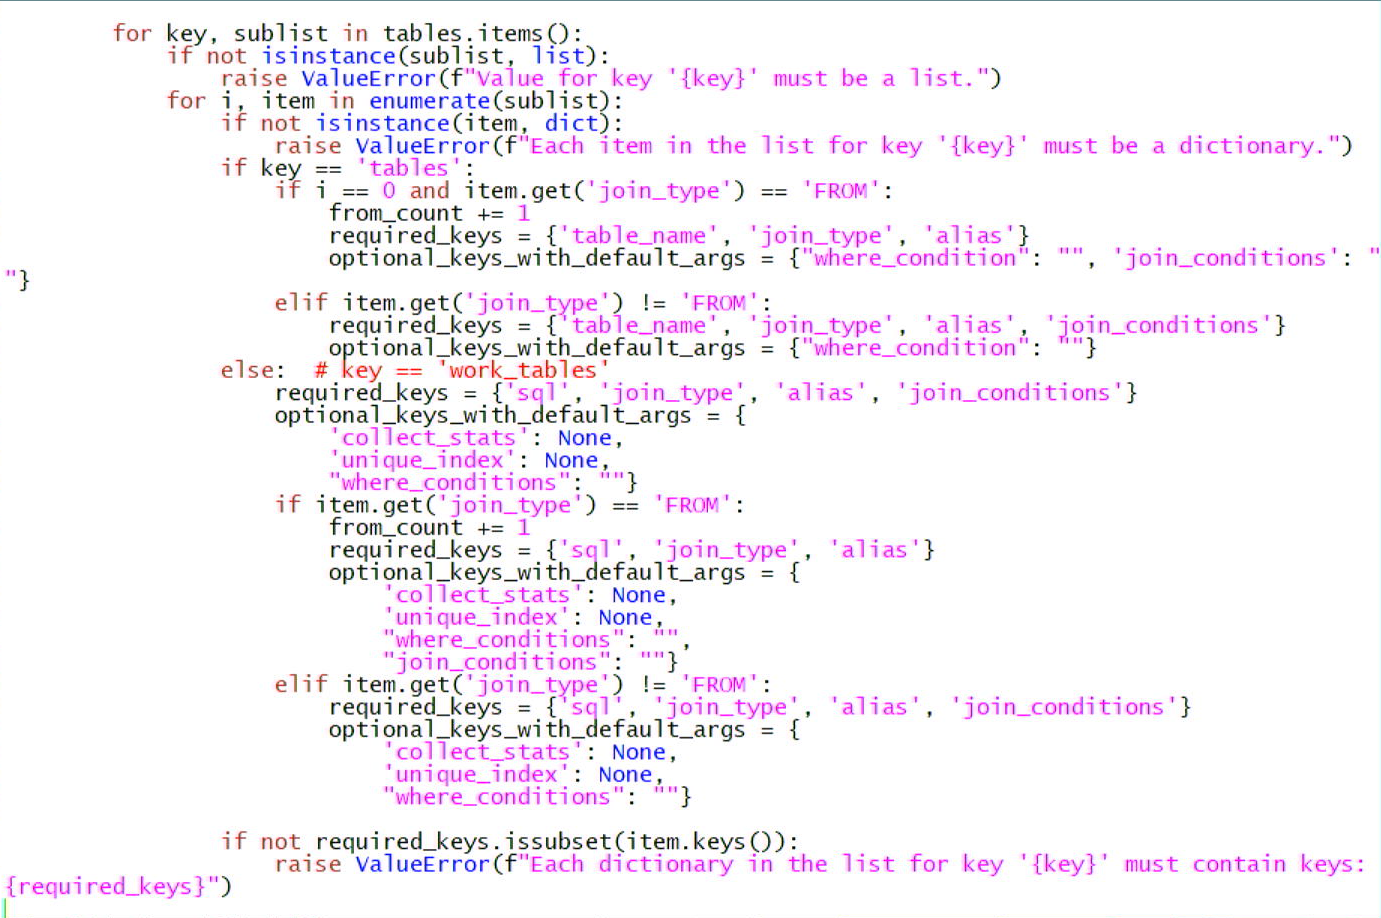 for key, sublist in tables.items():
if not isinstance(sublist, list):
raise ValueError(f"Value for key '{key}' must be a list.")
for i, item in enumerate(sublist):
if not isinstance(item, dict):
raise ValueError(f"Each item in the list for key '{key}' must be a dictionary.")
if key == 'tables':
if i == 0 and item.get('join_type') == 'FROM':
from_count += 1
required_keys = {'table_name', 'join_type', 'alias'}
optional_keys_with_default_args = {"where_condition": "", 'join_conditions': "
"}
elif item.get('join_type') != 'FROM':
required_keys = {'table_name', 'join_type', 'alias', 'join_conditions'}
optional_keys_with_default_args = {"where_condition": ""}
else:  # key == 'work_tables'
required_keys = {'sql', 'join_type', 'alias', 'join_conditions'}
optional_keys_with_default_args = {
'collect_stats': None,
'unique_index': None,
"where_conditions": ""}
if item.get('join_type') == 'FROM':
from_count += 1
required_keys = {'sql', 'join_type', 'alias'}
optional_keys_with_default_args = {
'collect_stats': None,
'unique_index': None,
"where_conditions": "",
"join_conditions": ""}
elif item.get('join_type') != 'FROM':
required_keys = {'sql', 'join_type', 'alias', 'join_conditions'}
optional_keys_with_default_args = {
'collect_stats': None,
'unique_index': None,
"where_conditions": ""}
if not required_keys.issubset(item.keys()):
raise ValueError(f"Each dictionary in the list for key '{key}' must contain keys:
{required_keys}")